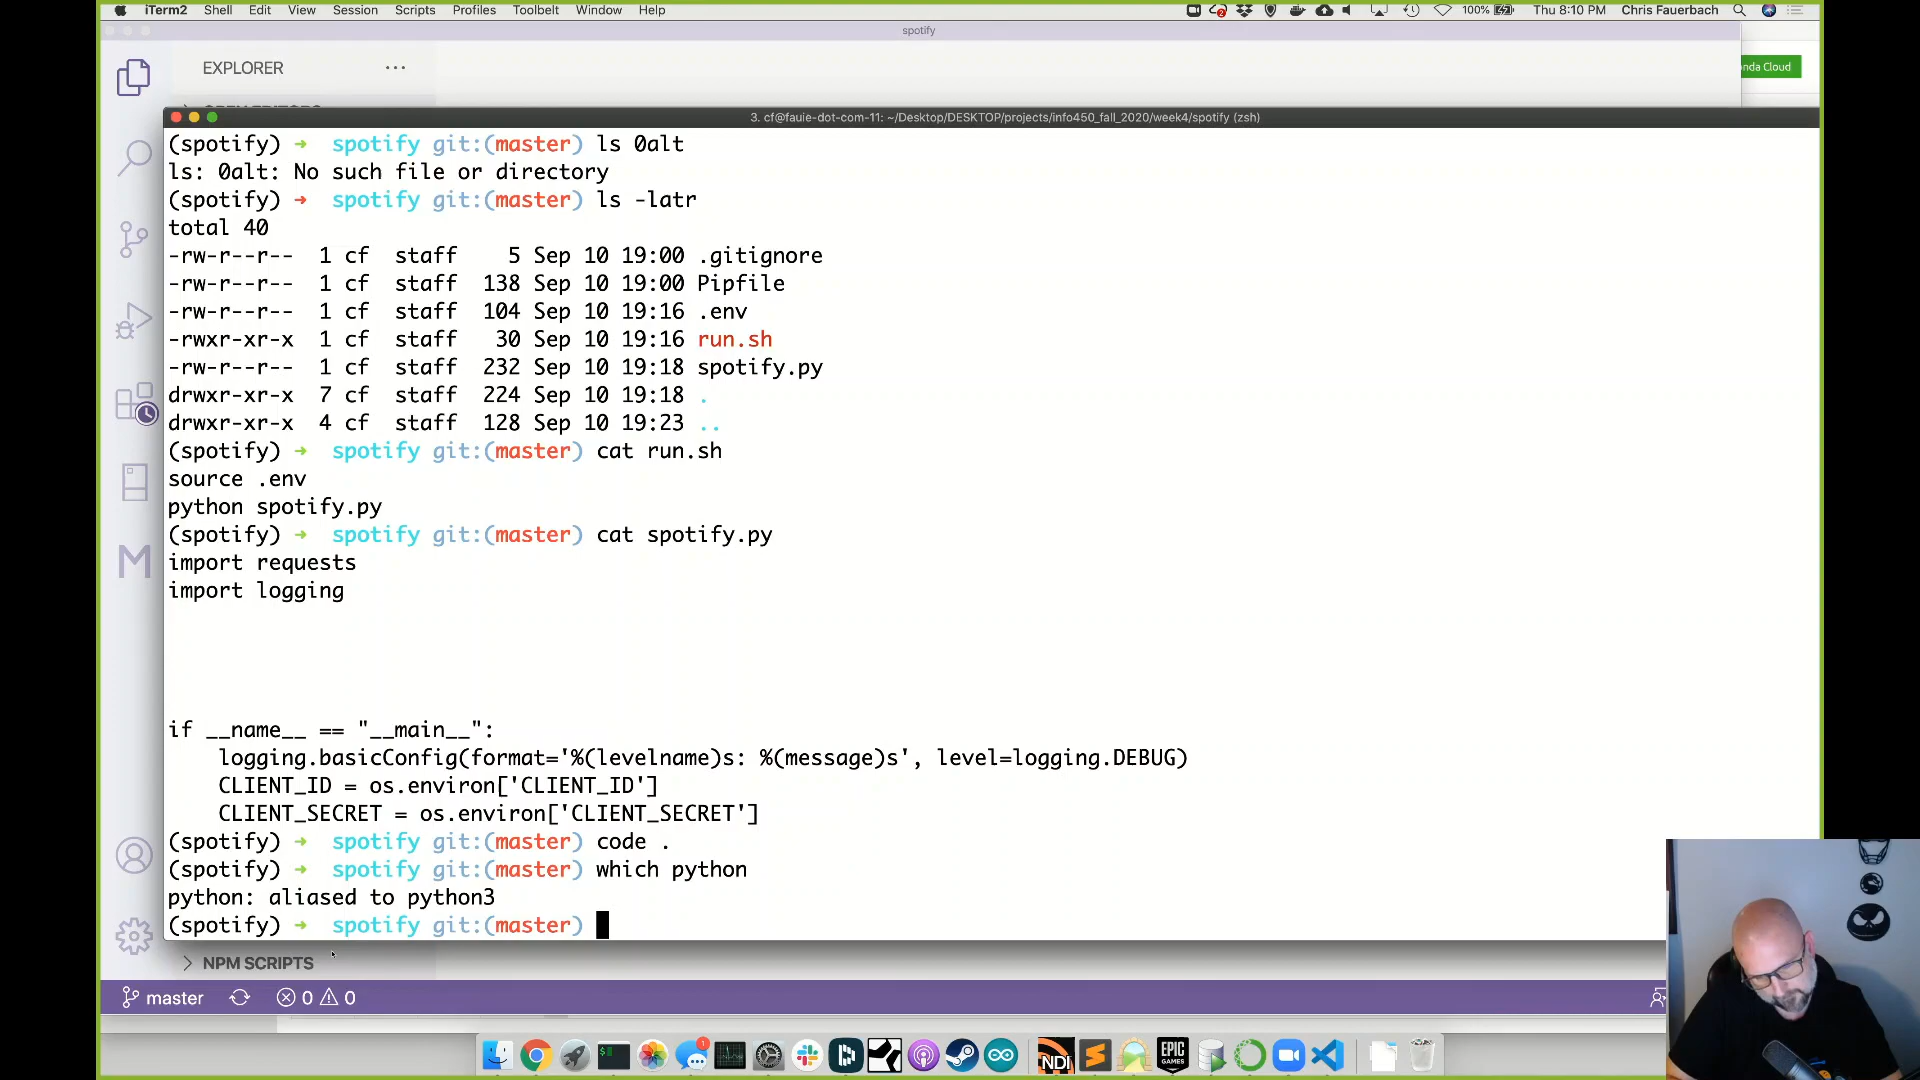 iTerm2 Shell Edit View Session Scripts Profiles Toolbelt Window Help 2 100% Thu 8:10 PM Chris Fauerbach
spotify
EXPLORER ···
nda Cloud
3. cf@fauie-dot-com-11: ~/Desktop/DESKTOP/projects/info450_fall_2020/week4/spotify (zsh)
(spotify) ➜ spotify git:(master) ls 0alt
ls: 0alt: No such file or directory
(spotify) ➜ spotify git:(master) ls -latr
total 40
-rw-r--r-- 1 cf staff 5 Sep 10 19:00 .gitignore
-rw-r--r-- 1 cf staff 138 Sep 10 19:00 Pipfile
-rw-r--r-- 1 cf staff 104 Sep 10 19:16 .env
-rwxr-xr-x 1 cf staff 30 Sep 10 19:16 run.sh
-rw-r--r-- 1 cf staff 232 Sep 10 19:18 spotify.py
drwxr-xr-x 7 cf staff 224 Sep 10 19:18 .
drwxr-xr-x 4 cf staff 128 Sep 10 19:23 ..
(spotify) ➜ spotify git:(master) cat run.sh
source .env
python spotify.py
(spotify) ➜ spotify git:(master) cat spotify.py
import requests
import logging
if __name__ == "__main__":
logging.basicConfig(format='%(levelname)s: %(message)s', level=logging.DEBUG)
CLIENT_ID = os.environ['CLIENT_ID']
CLIENT_SECRET = os.environ['CLIENT_SECRET']
(spotify) ➜ spotify git:(master) code .
(spotify) ➜ spotify git:(master) which python
python: aliased to python3
(spotify) ➜ spotify git:(master)
NPM SCRIPTS
master 0 0
1
NDI
EPIC
GAMES